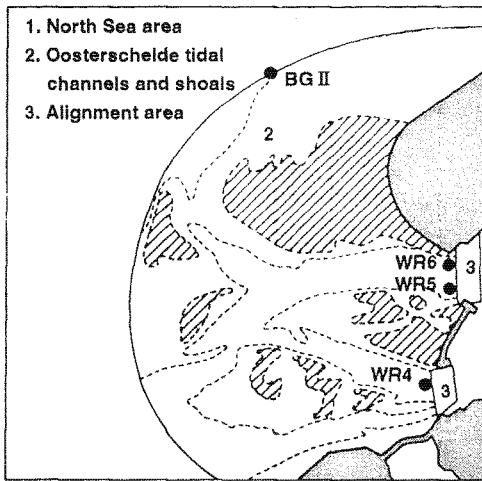 1. North Sea area
2. Oosterschelde tidal
channels and shoals
3. Alignment area
BG II
2
WR6
3
WR5
WR4
3